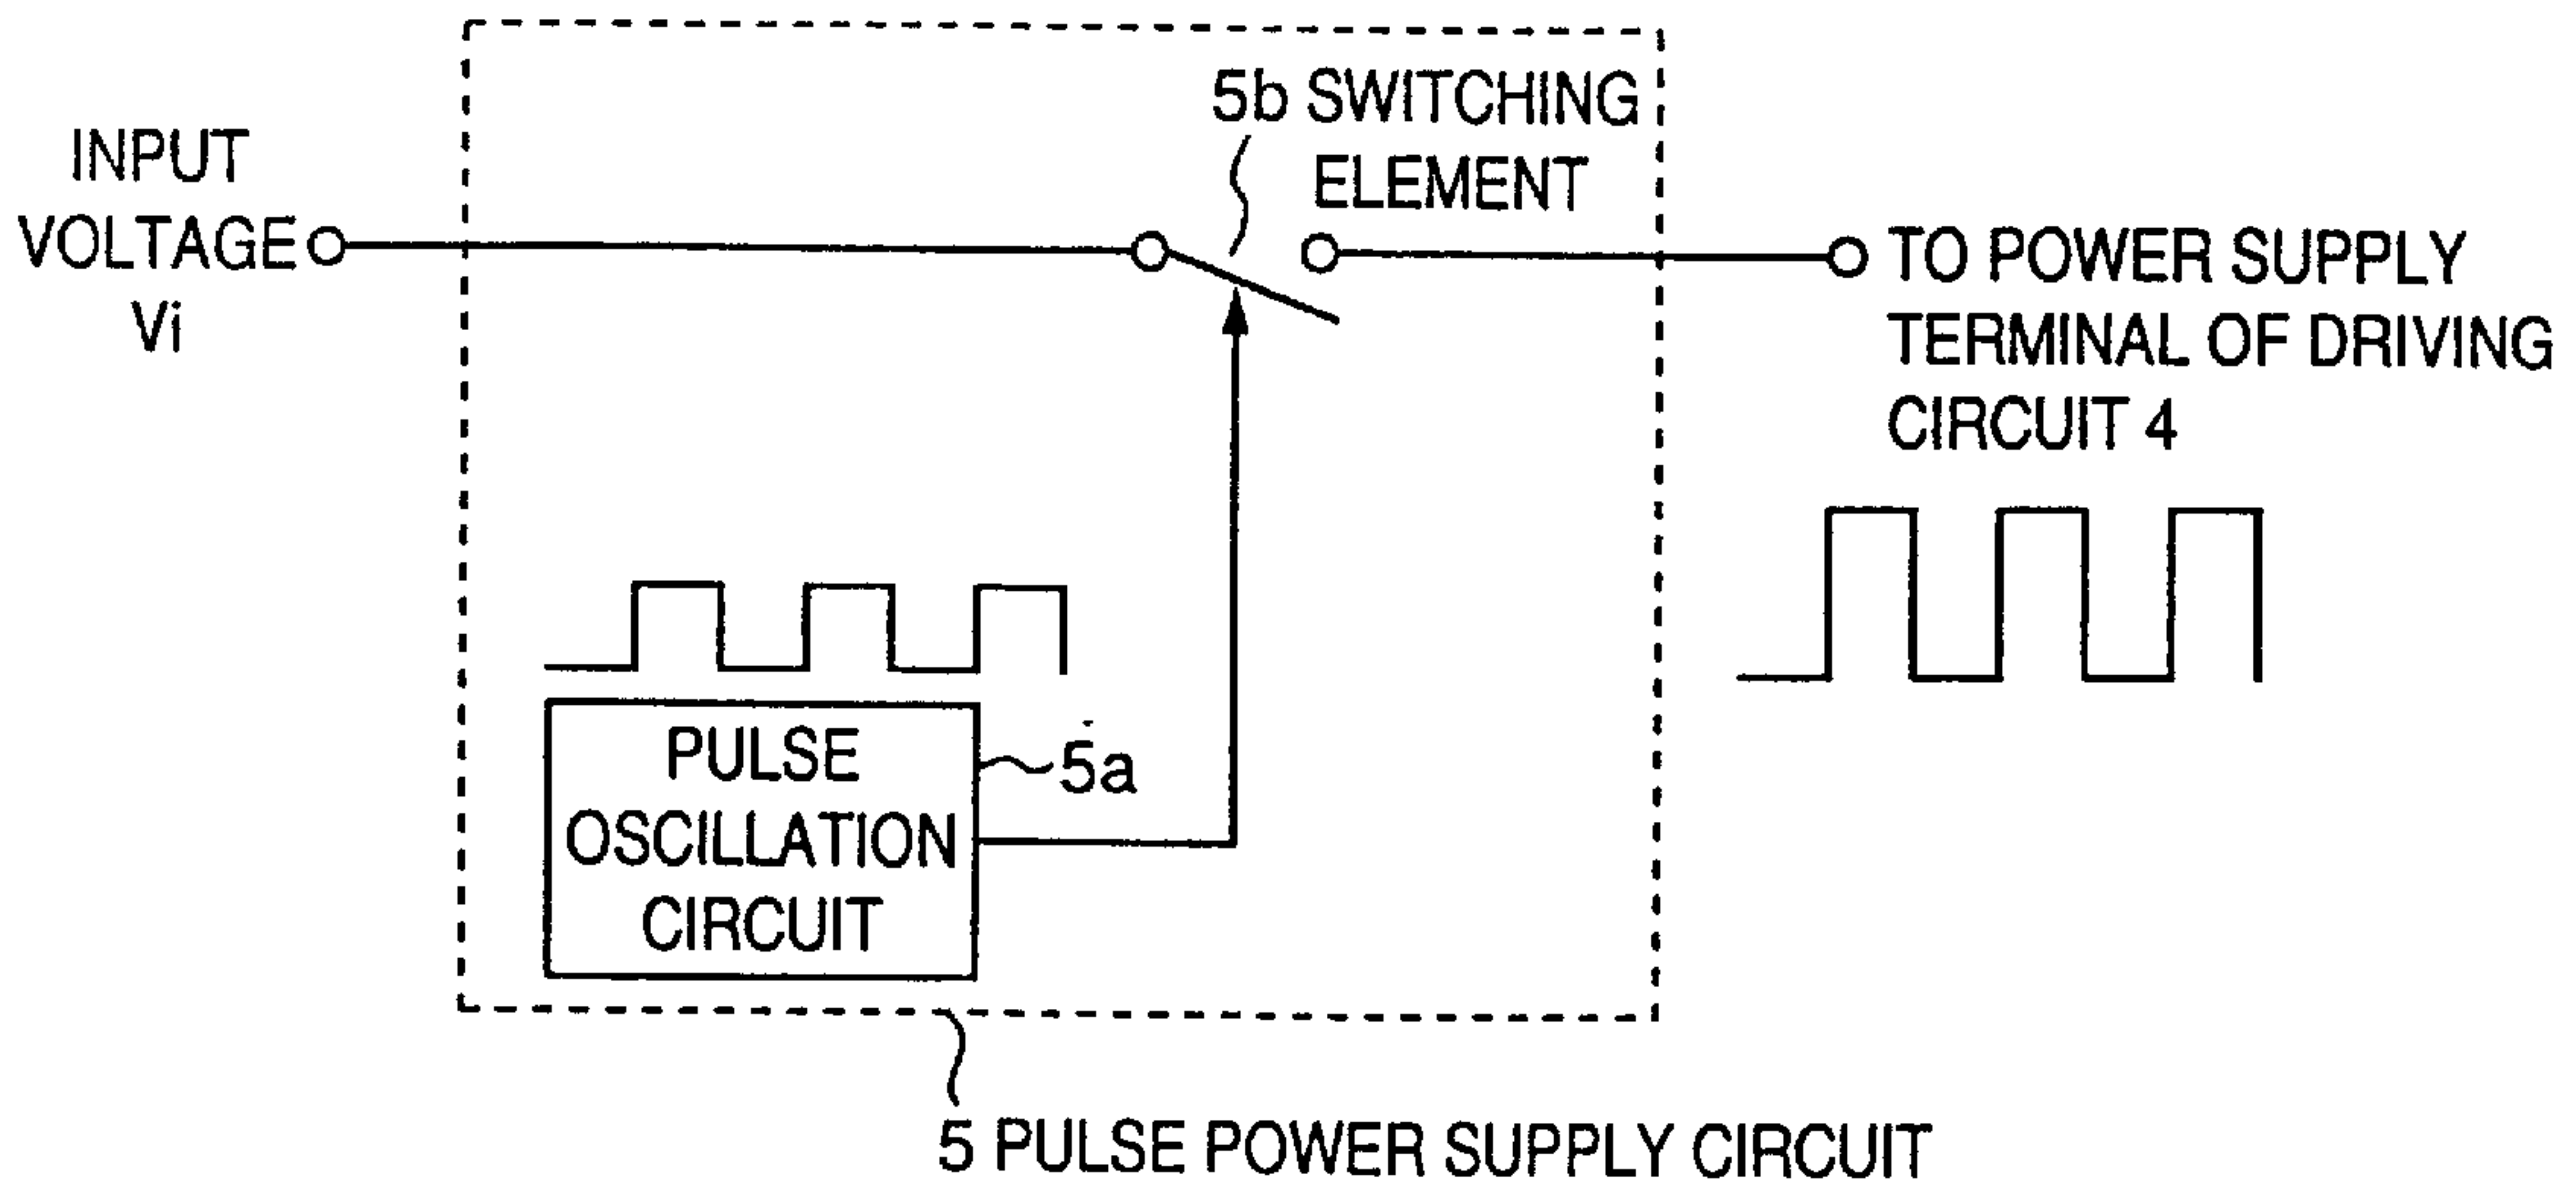 INPUT
VOLTAGE
Vi
5b SWITCHING
ELEMENT
TO POWER SUPPLY
TERMINAL OF DRIVING
CIRCUIT 4
PULSE
OSCILLATION
CIRCUIT
5a
5 PULSE POWER SUPPLY CIRCUIT